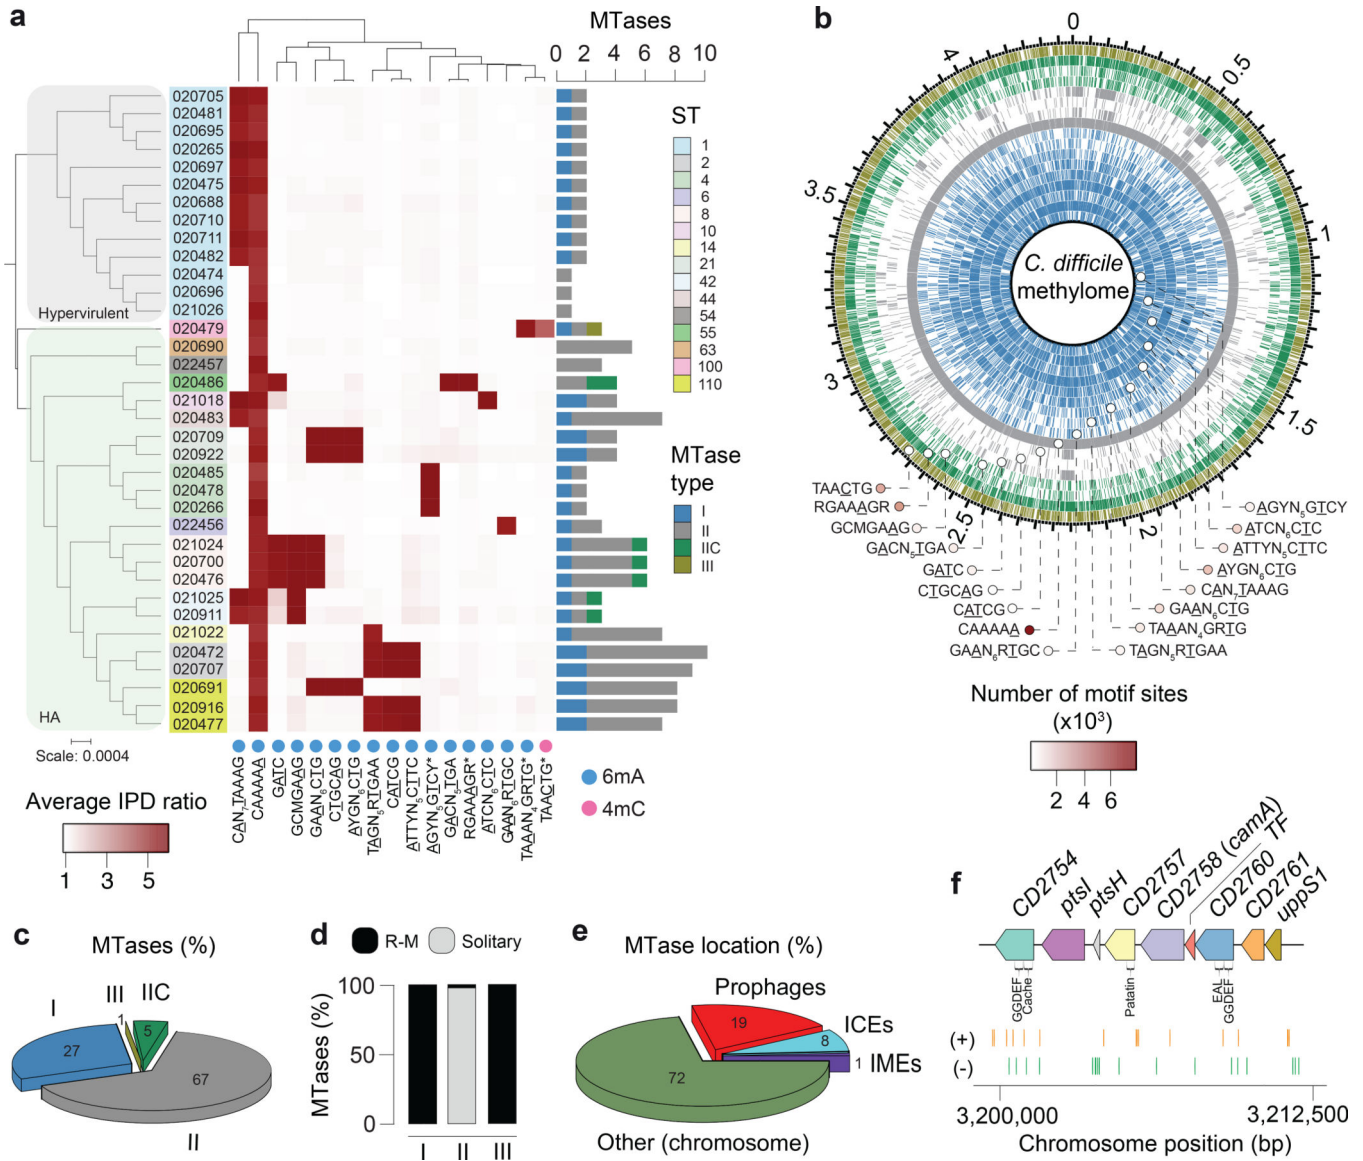 a
MTases
0 2 4 6 8 10
020705
020481
020695
020265
020697
020475
020688
020710
020711
020482
020474
020696
021026
Hypervirulent
020479
020690
022457
020486
021018
020483
020709
020922
020485
020478
020266
022456
021024
020700
020476
021025
020911
021022
020472
020707
020691
020916
020477
HA
Scale: 0.0004
ST
1
2
4
6
8
10
14
21
42
44
54
55
63
100
110
MTase
type
I
II
IIC
III
6mA
4mC
CAN7TAAAG
CAAAAA
GATC
GCMGAAG
GAAN6CTG
CTGCAG
AYGN6CTG
TAGN5RTGAA
CATCG
ATTYN5CTTC
AGYN5GTCY*
GACN5TGA
RGAAAGR*
ATCN6CTC
GAAN6RTGC
TAAAN4GRTG*
TAACTG*
Average IPD ratio
1 3 5
b
0
0.5
1
1.5
2
2.5
3
3.5
4
C. difficile
methylome
TAACTG
RGAAAGR
GCMGAAG
GACN5TGA
GATC
CTGCAG
CATCG
CAAAAA
GAAN6RTGC
AGYN5GTCY
ATCN6CTC
ATTYN5CTTC
AYGN6CTG
CAN7TAAAG
GAAN6CTG
TAAAN4GRTG
TAGN5RTGAA
Number of motif sites
(x10³)
2 4 6
c
MTases (%)
I
III
IIC
II
27
1
5
67
d
R-M
Solitary
MTases (%)
100
50
0
I II III
e
MTase location (%)
Prophages
ICEs
IMEs
Other (chromosome)
19
8
1
72
f
CD2754
ptsI
ptsH
CD2757
CD2758 (camA)
TF
CD2760
CD2761
uppS1
GGDEF
Cache
Patatin
EAL
GGDEF
(+)
(-)
3,200,000
3,212,500
Chromosome position (bp)